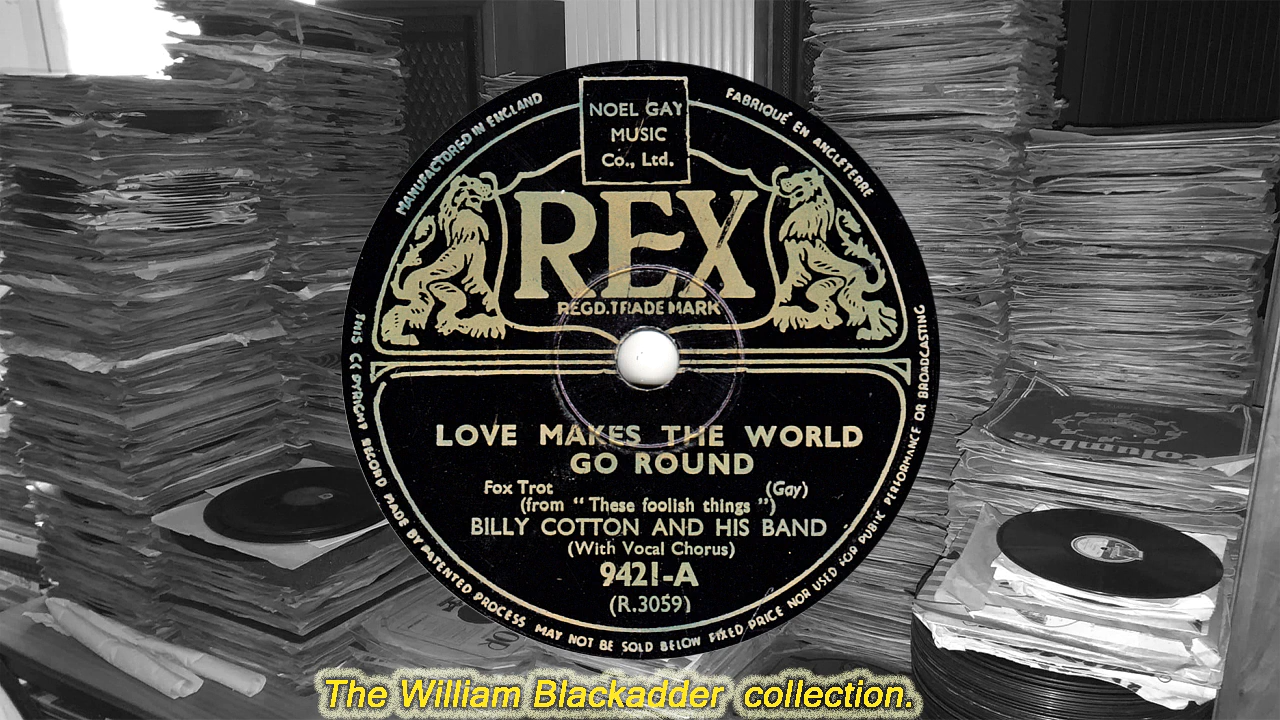 NOEL GAY
MUSIC
Co., Ltd.
MANUFACTURED IN ENGLAND
FABRIQUÉ EN ANGLETERRE
REX
REGD. TRADE MARK
LOVE MAKES THE WORLD
GO ROUND
Fox Trot (Gay)
(from “These foolish things”)
BILLY COTTON AND HIS BAND
(With Vocal Chorus)
9421-A
(R.3059)
THIS COPYRIGHT RECORD MADE BY PATENTED PROCESS MAY NOT BE SOLD BELOW FIXED PRICE NOR USED FOR PUBLIC PERFORMANCE OR BROADCASTING
Columbia
The William Blackadder collection.